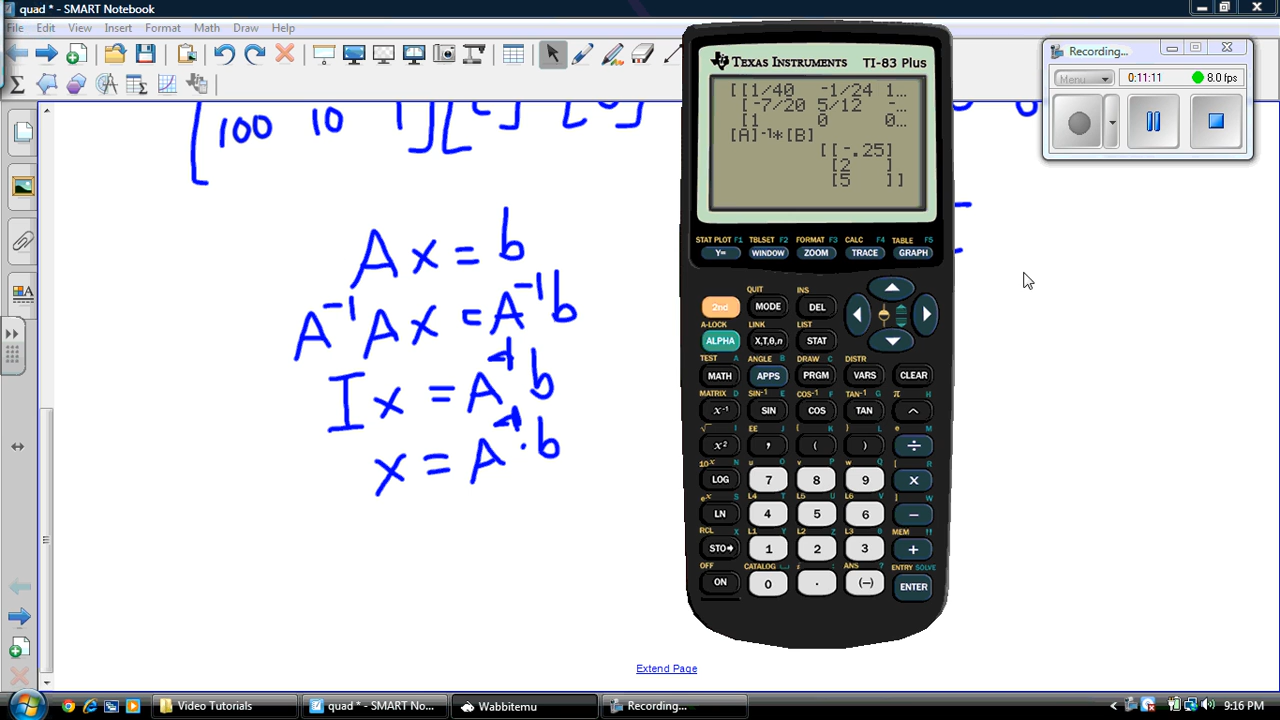 quad * - SMART Notebook
File Edit View Insert Format Math Draw Help
100 10 1
Ax = b
A⁻¹Ax = A⁻¹b
Ix = A⁻¹b
x = A⁻¹·b
Extend Page
TEXAS INSTRUMENTS TI-83 Plus
[[1/40 -1/24 1…
[-7/20 5/12 -…
[1 0 0…
[A]⁻¹*[B]
[[-.25]
[2 ]
[5 ]]
STAT PLOT F1 TBLSET F2 FORMAT F3 CALC F4 TABLE F5
Y= WINDOW ZOOM TRACE GRAPH
QUIT INS
2nd MODE DEL
A-LOCK LINK LIST
ALPHA X,T,θ,n STAT
TEST A ANGLE B DRAW C DISTR
MATH APPS PRGM VARS CLEAR
MATRIX D SIN⁻¹ E COS⁻¹ F TAN⁻¹ G π H
x⁻¹ SIN COS TAN ^
√ I EE J { K } L e M
x² , ( ) ÷
10ˣ N u O v P w Q [ R
LOG 7 8 9 ×
eˣ S L4 T L5 U L6 V ] W
LN 4 5 6 −
RCL X L1 Y L2 Z L3 θ MEM "
STO→ 1 2 3 +
OFF CATALOG : ? ANS ENTRY SOLVE
ON 0 . (−) ENTER
Recording...
Menu 0:11:11 8.0 fps
Video Tutorials
quad * - SMART No...
Wabbitemu
Recording...
9:16 PM